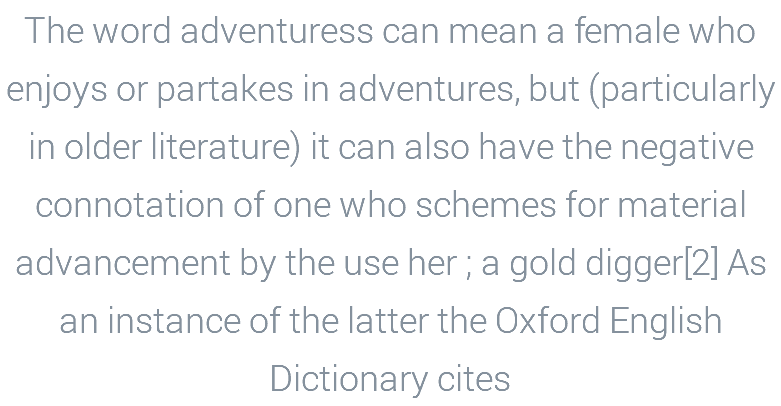 The word adventuress can mean a female who
enjoys or partakes in adventures, but (particularly
in older literature) it can also have the negative
connotation of one who schemes for material
advancement by the use her ; a gold digger[2] As
an instance of the latter the Oxford English
Dictionary cites